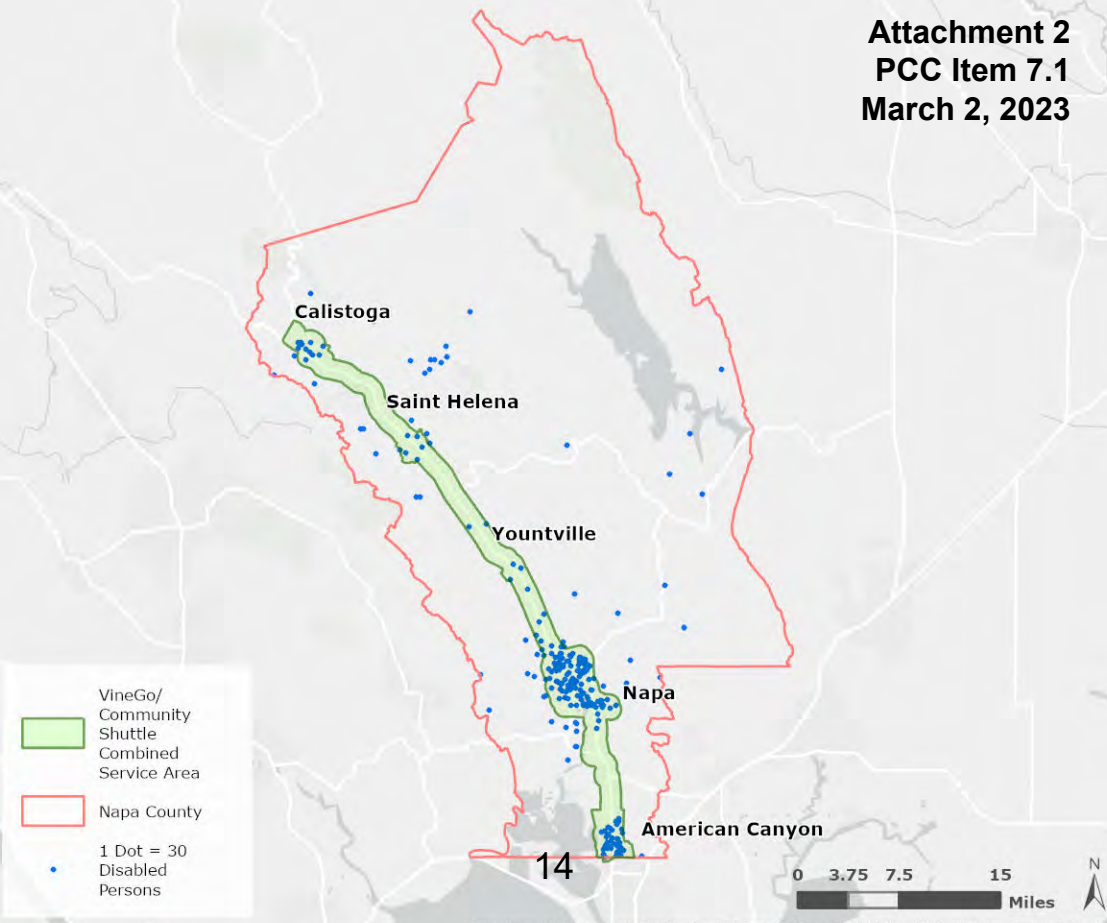 Attachment 2
PCC Item 7.1
March 2, 2023
Calistoga
Saint Helena
Yountville
Napa
American Canyon
VineGo/
Community
Shuttle
Combined
Service Area
Napa County
1 Dot = 30
Disabled
Persons
14
0 3.75 7.5 15
Miles
N